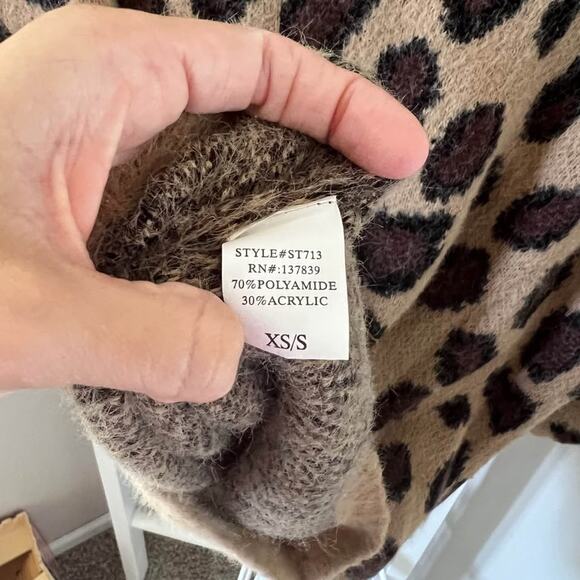 STYLE#ST713
RN#:137839
70%POLYAMIDE
30%ACRYLIC
XS/S